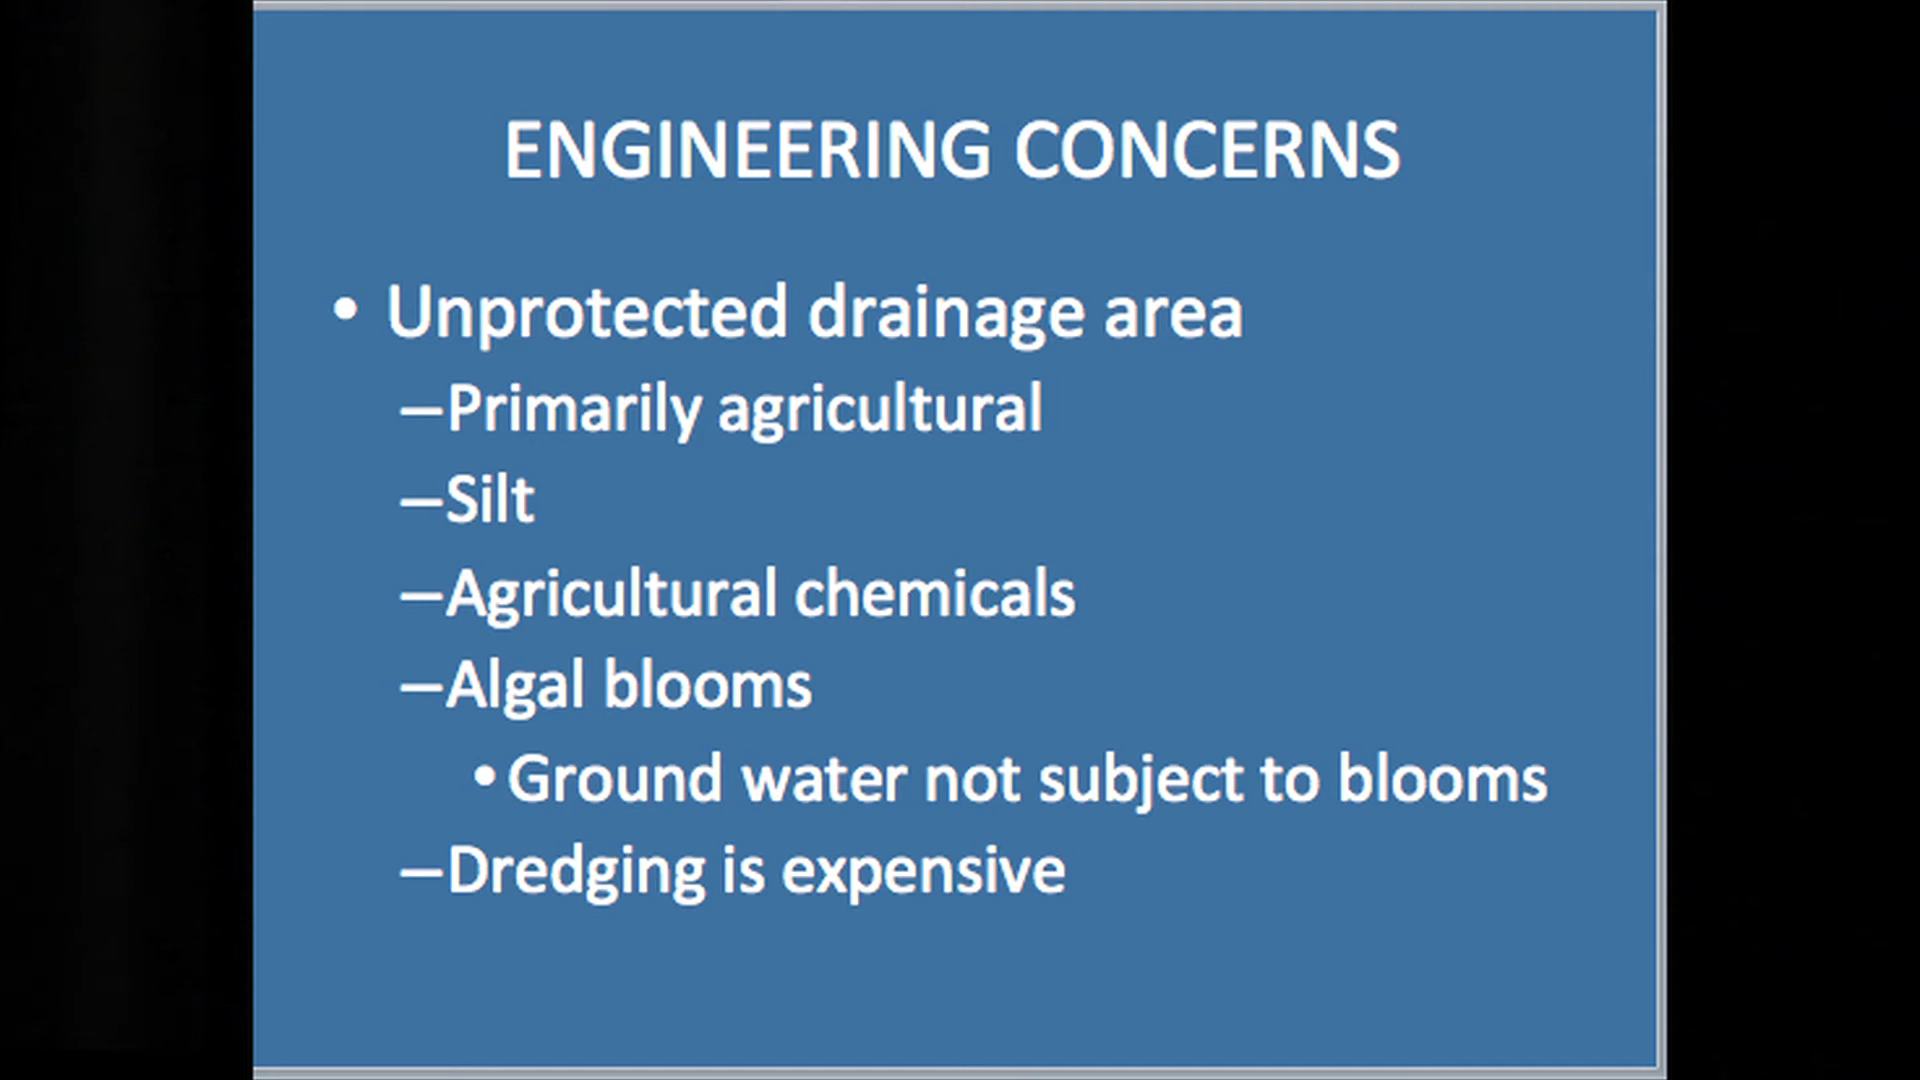 ENGINEERING CONCERNS
• Unprotected drainage area
–Primarily agricultural
–Silt
–Agricultural chemicals
–Algal blooms
•Ground water not subject to blooms
–Dredging is expensive